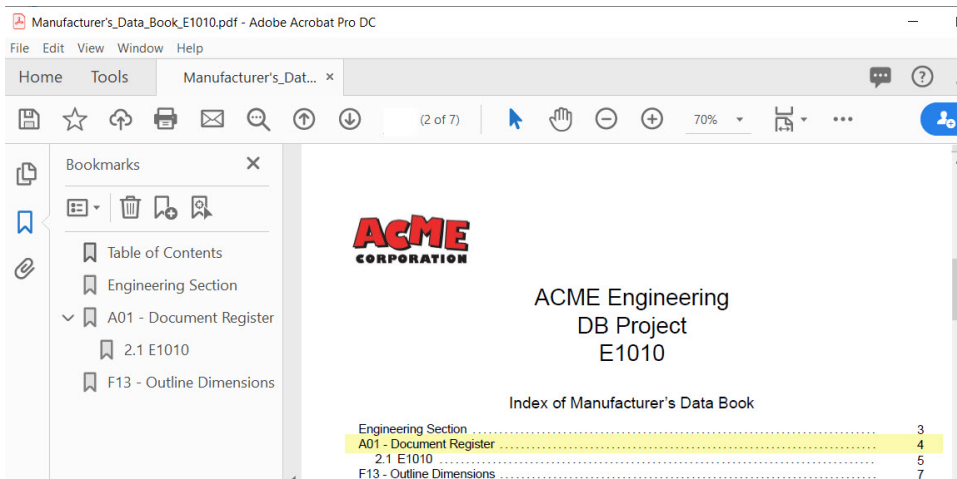 Manufacturer's_Data_Book_E1010.pdf - Adobe Acrobat Pro DC
File Edit View Window Help
Home Tools Manufacturer's_Dat... ×
(2 of 7) 70%
Bookmarks
Table of Contents
Engineering Section
A01 - Document Register
2.1 E1010
F13 - Outline Dimensions
ACME
CORPORATION
ACME Engineering
DB Project
E1010
Index of Manufacturer's Data Book
Engineering Section 3
A01 - Document Register 4
2.1 E1010 5
F13 - Outline Dimensions 7